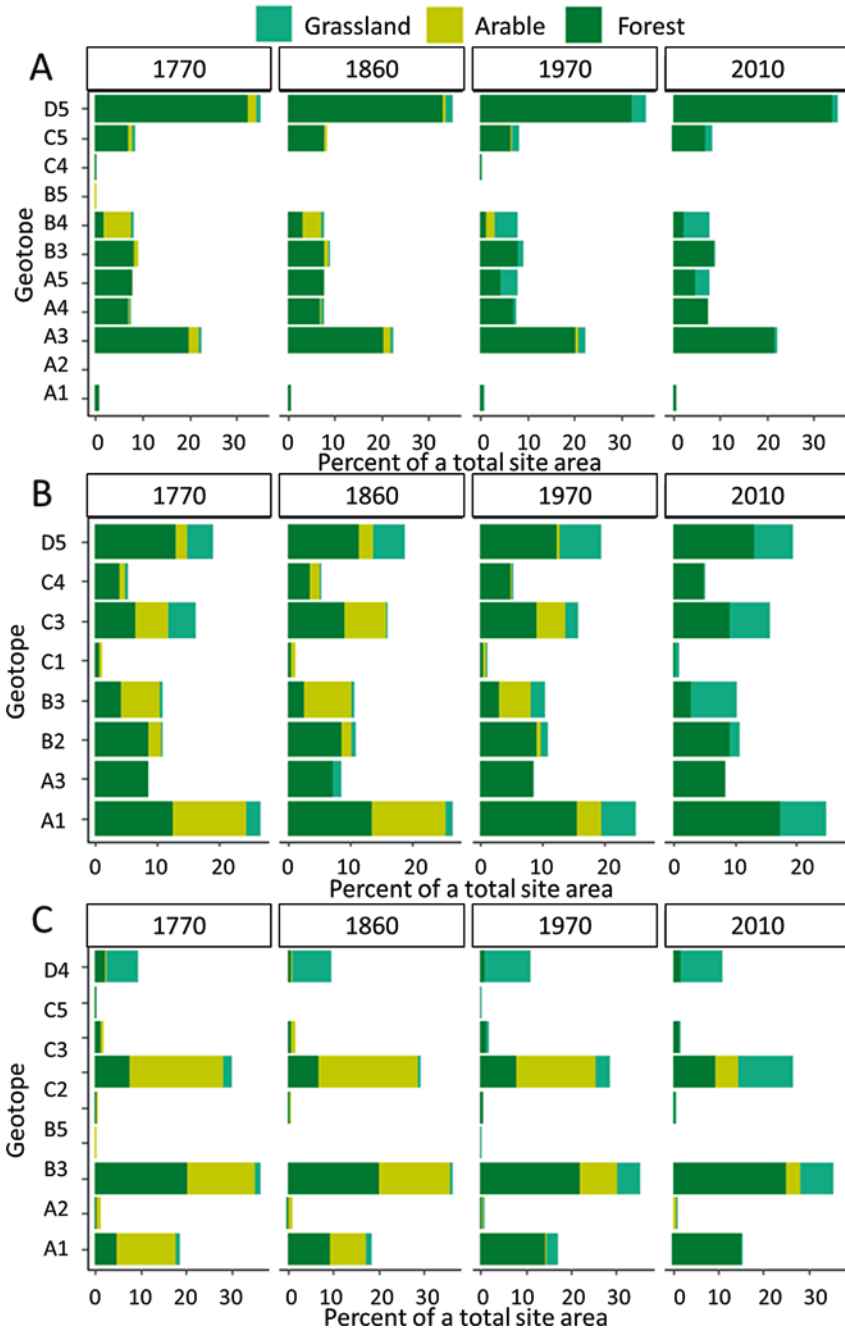 Grassland Arable Forest
A
1770 1860 1970 2010
Geotope
D5
C5
C4
B5
B4
B3
A5
A4
A3
A2
A1
0 10 20 30 0 10 20 30 0 10 20 30 0 10 20 30
Percent of a total site area
B
1770 1860 1970 2010
Geotope
D5
C4
C3
C1
B3
B2
A3
A1
0 10 20 0 10 20 0 10 20 0 10 20
Percent of a total site area
C
1770 1860 1970 2010
Geotope
D4
C5
C3
C2
B5
B3
A2
A1
0 10 20 30 0 10 20 30 0 10 20 30 0 10 20 30
Percent of a total site area